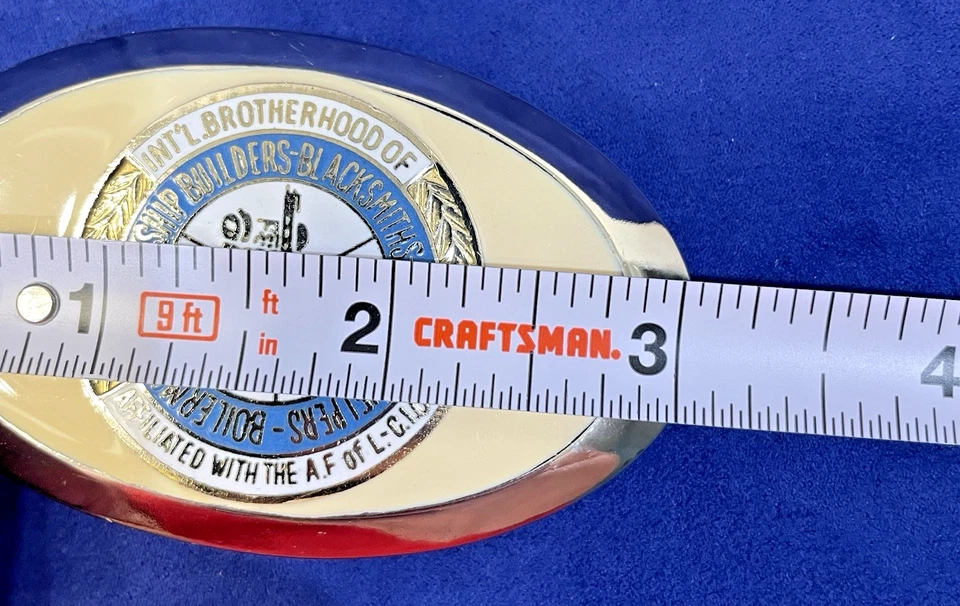 INT'L. BROTHERHOOD OF
SHIP BUILDERS-BLACKSMITHS
1
9 ft
ft
in
2
CRAFTSMAN.
3
4
AFFILIATED WITH THE A.F OF L-C.I.O